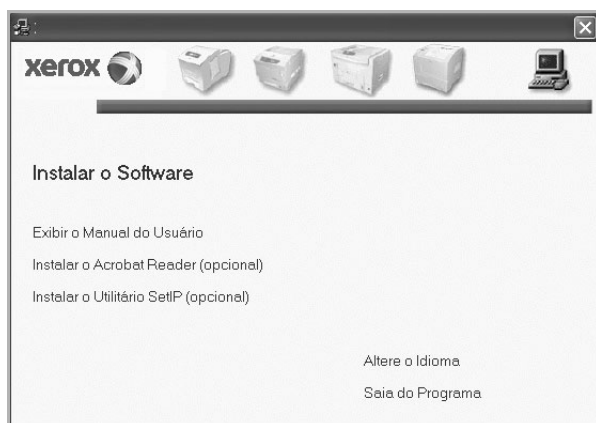 xerox
Instalar o Software
Exibir o Manual do Usuário
Instalar o Acrobat Reader (opcional)
Instalar o Utilitário SetIP (opcional)
Altere o Idioma
Saia do Programa